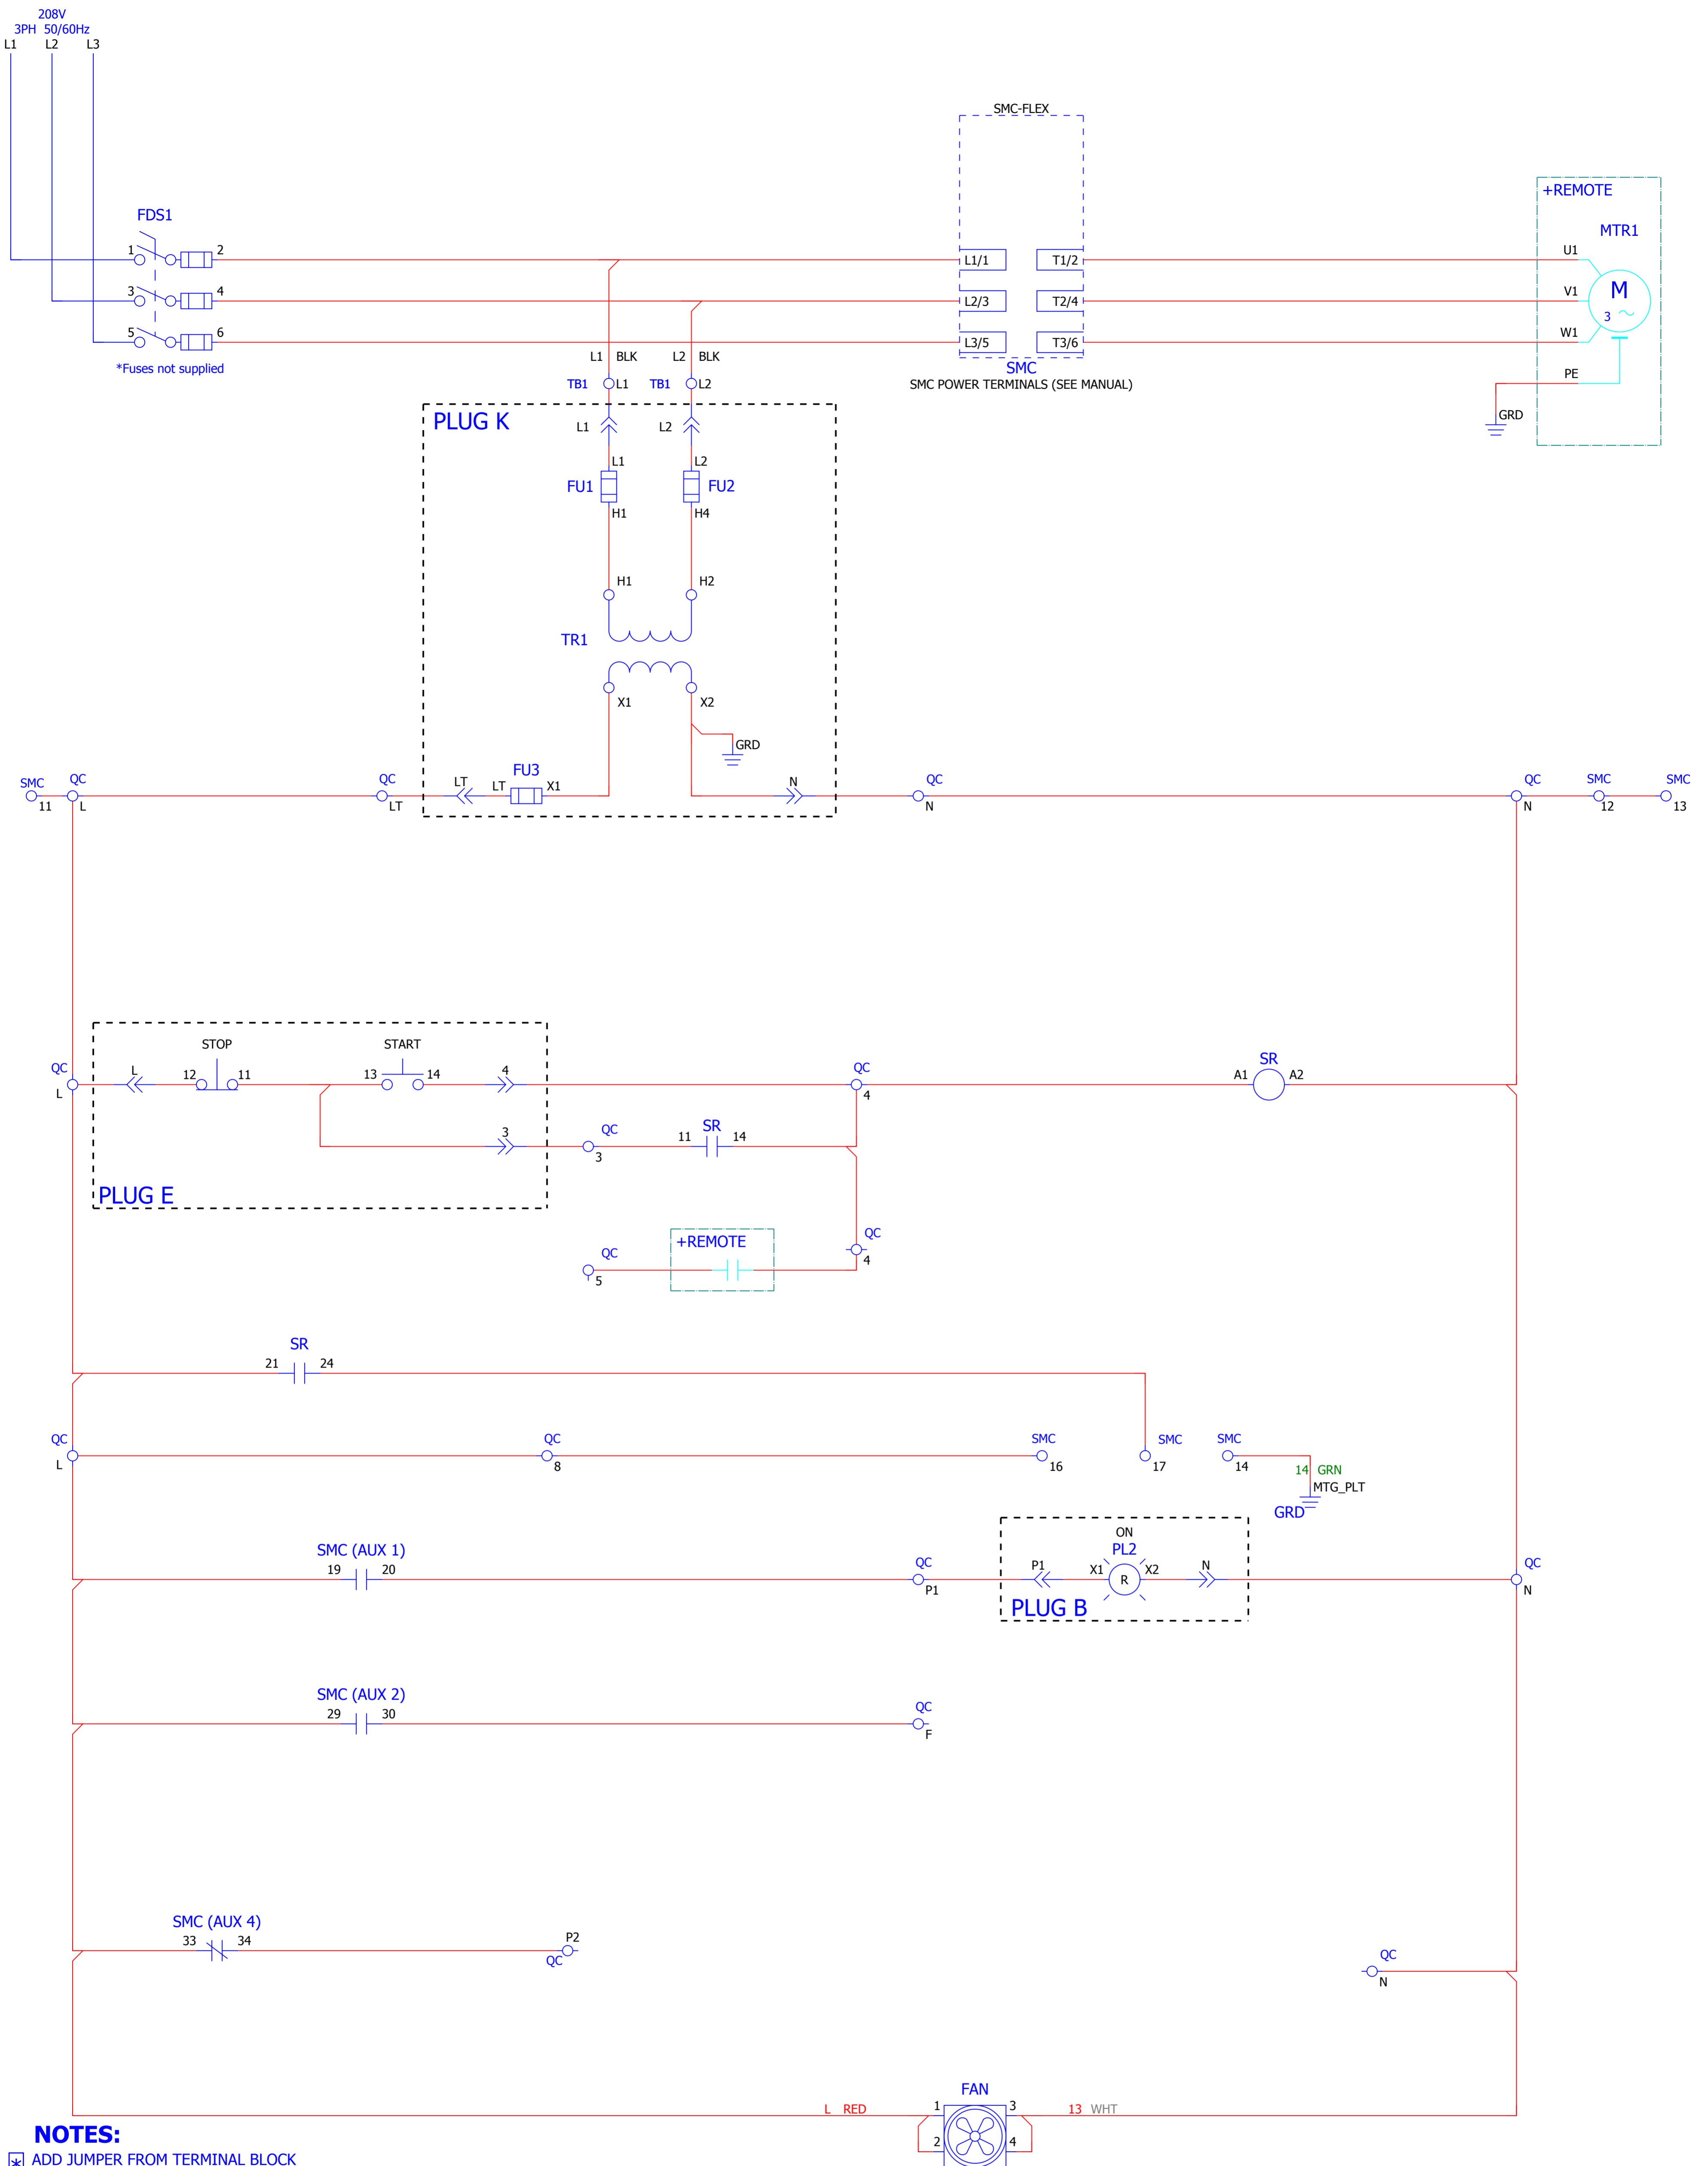 208V
3PH 50/60Hz
L1 L2 L3
SMC-FLEX
+REMOTE
FDS1
MTR1
1 2 L1/1 T1/2 U1
3 4 L2/3 T2/4 V1 M
3
5 6 L3/5 T3/6 W1
L1 BLK L2 BLK
*Fuses not supplied
SMC
SMC POWER TERMINALS (SEE MANUAL)
PE
TB1 L1 TB1 L2
GRD
PLUG K
L1 L2
L1 L2
FU1 FU2
H1 H4
H1 H2
TR1
X1 X2
GRD
FU3
SMC QC QC LT LT X1 N QC QC SMC SMC
11 L LT N N 12 13
STOP START
QC L 12 11 13 14 4 QC SR
A1 A2
L 4
3 QC 11 SR 14
3
PLUG E
+REMOTE
QC
4
QC
5
SR
21 24
QC QC SMC SMC SMC
L 8 16 17 14
14 GRN
MTG_PLT
GRD
ON
PL2
SMC (AUX 1)
19 20 QC P1 X1 R X2 N QC
P1 N
PLUG B
SMC (AUX 2)
29 30 QC
F
SMC (AUX 4)
33 34 P2
QC
QC
N
FAN
L RED 1 3 13 WHT
2 4
NOTES:
* ADD JUMPER FROM TERMINAL BLOCK